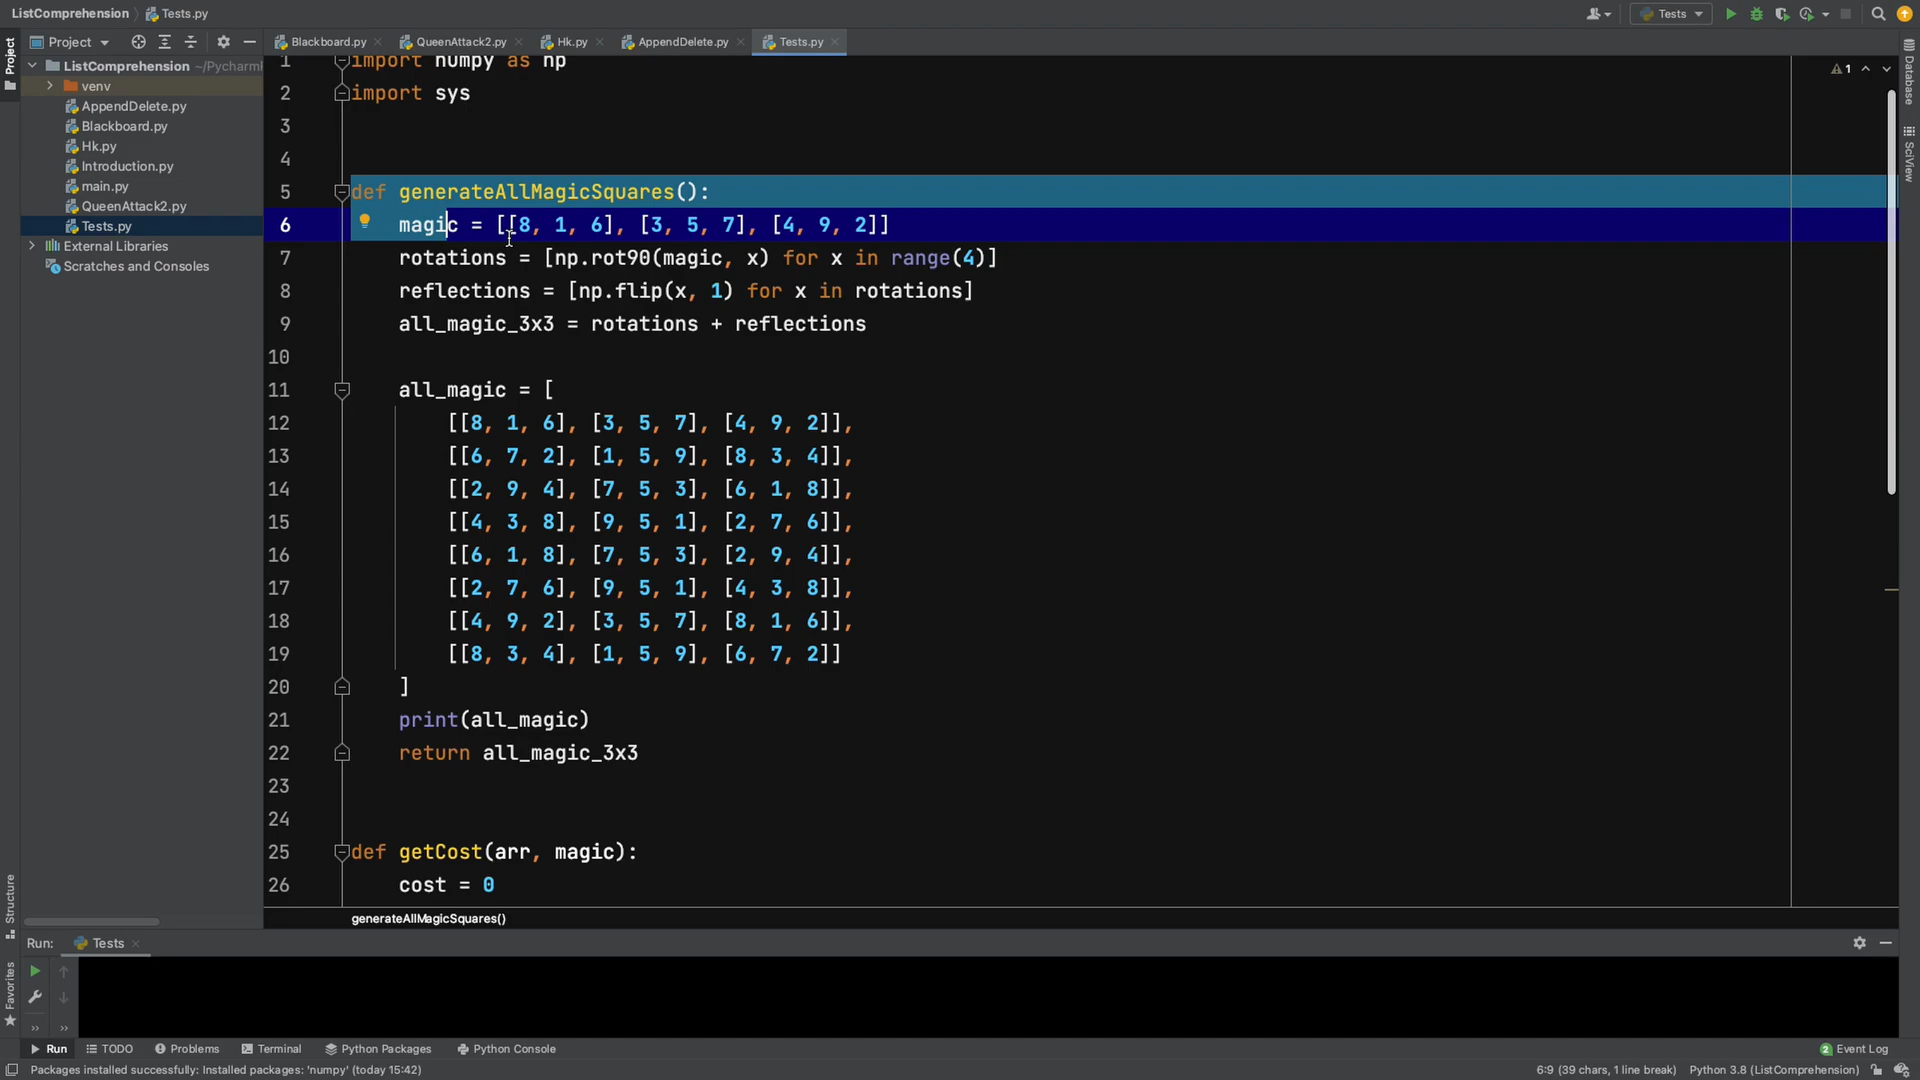 ListComprehension
Tests.py
Tests
Project
Blackboard.py
QueenAttack2.py
Hk.py
AppendDelete.py
Tests.py
Project
Database
SciView
ListComprehension ~/Pycharm
venv
AppendDelete.py
Blackboard.py
Hk.py
Introduction.py
main.py
QueenAttack2.py
Tests.py
External Libraries
Scratches and Consoles
1
1 import numpy as np
2 import sys
3
4
5 def generateAllMagicSquares():
6 magic = [[8, 1, 6], [3, 5, 7], [4, 9, 2]]
7 rotations = [np.rot90(magic, x) for x in range(4)]
8 reflections = [np.flip(x, 1) for x in rotations]
9 all_magic_3x3 = rotations + reflections
10
11 all_magic = [
12 [[8, 1, 6], [3, 5, 7], [4, 9, 2]],
13 [[6, 7, 2], [1, 5, 9], [8, 3, 4]],
14 [[2, 9, 4], [7, 5, 3], [6, 1, 8]],
15 [[4, 3, 8], [9, 5, 1], [2, 7, 6]],
16 [[6, 1, 8], [7, 5, 3], [2, 9, 4]],
17 [[2, 7, 6], [9, 5, 1], [4, 3, 8]],
18 [[4, 9, 2], [3, 5, 7], [8, 1, 6]],
19 [[8, 3, 4], [1, 5, 9], [6, 7, 2]]
20 ]
21 print(all_magic)
22 return all_magic_3x3
23
24
25 def getCost(arr, magic):
26 cost = 0
generateAllMagicSquares()
Structure
Favorites
Run: Tests
Run
TODO
Problems
Terminal
Python Packages
Python Console
2 Event Log
Packages installed successfully: Installed packages: 'numpy' (today 15:42)
6:9 (39 chars, 1 line break) Python 3.8 (ListComprehension)